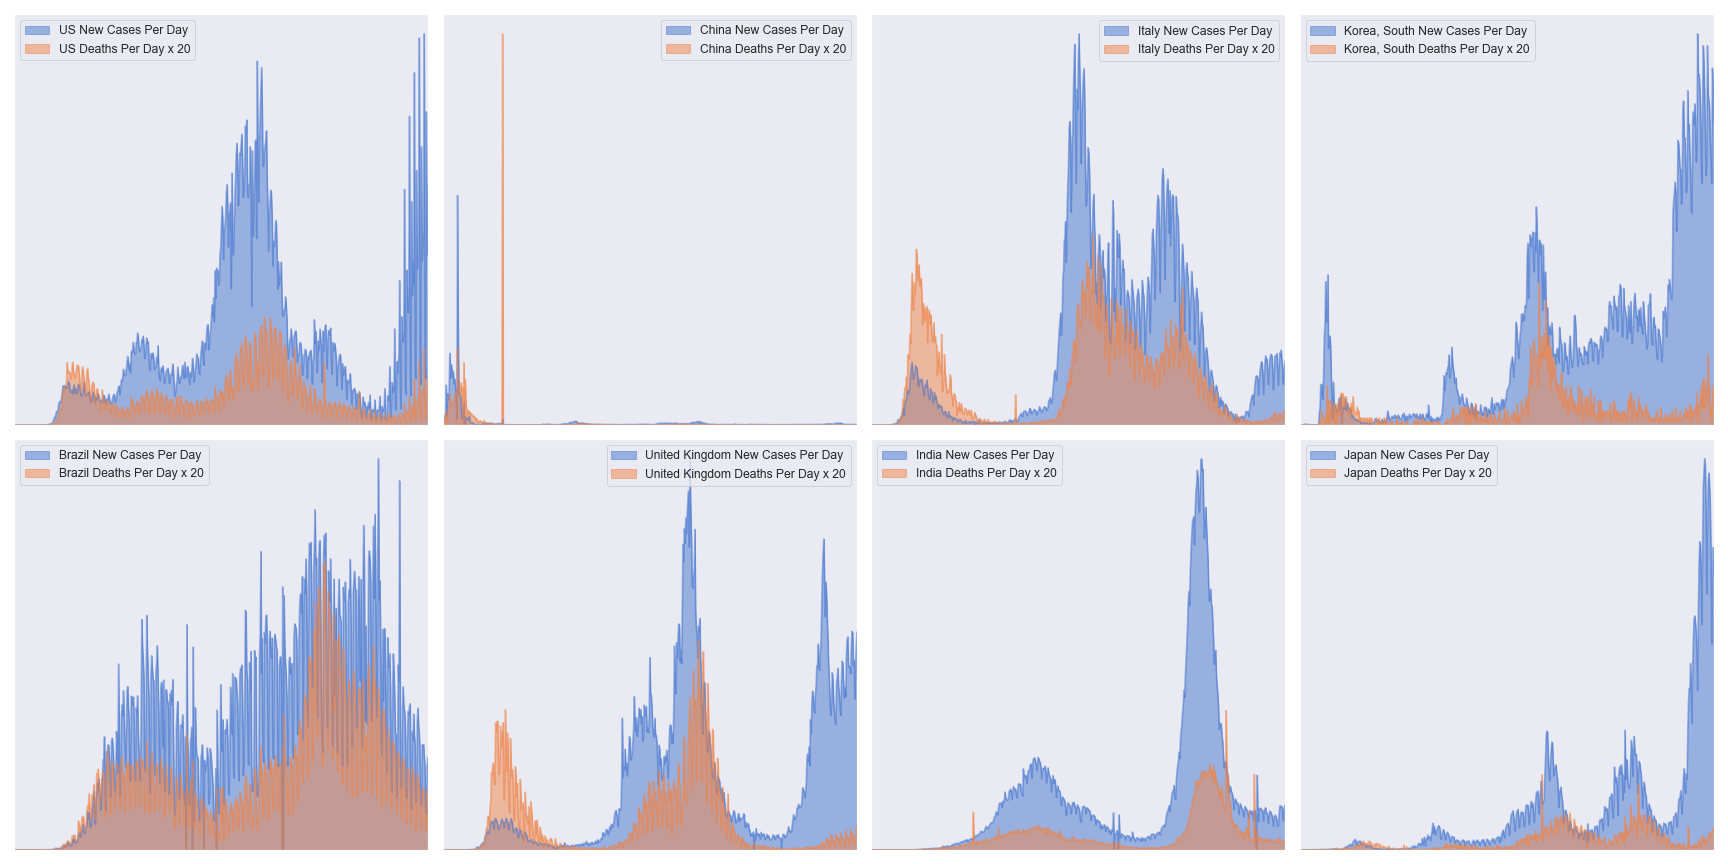 US New Cases Per Day
US Deaths Per Day x 20
China New Cases Per Day
China Deaths Per Day x 20
Italy New Cases Per Day
Italy Deaths Per Day x 20
Korea, South New Cases Per Day
Korea, South Deaths Per Day x 20
Brazil New Cases Per Day
Brazil Deaths Per Day x 20
United Kingdom New Cases Per Day
United Kingdom Deaths Per Day x 20
India New Cases Per Day
India Deaths Per Day x 20
Japan New Cases Per Day
Japan Deaths Per Day x 20